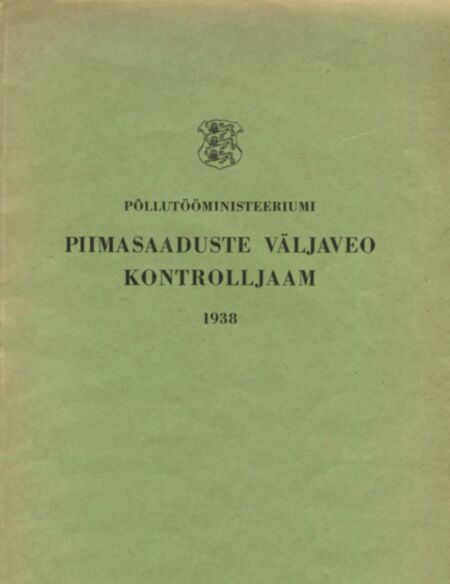 PÕLLUTÖÖMINISTEERIUMI
PIIMASAADUSTE VÄLJAVEO
KONTROLLJAAM
1938